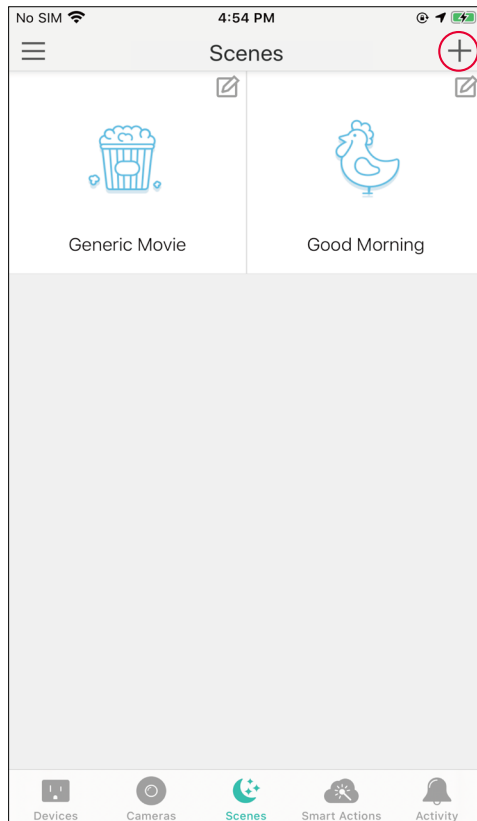 No SIM 4:54 PM
Scenes
Generic Movie Good Morning
Devices Cameras Scenes Smart Actions Activity